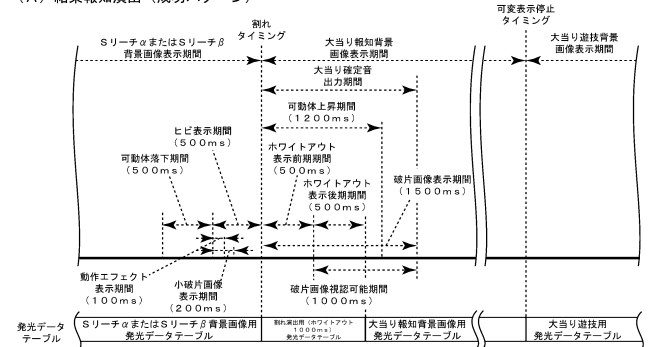 （A）結果報知演出（成功パターン）
可変表示停止
タイミング
割れ
タイミング
Ｓリーチαまたはsリーチβ
背景画像表示期間
大当り報知背景
画像表示期間
大当り遊技背景
画像表示期間
大当り確定音
出力期間
可動体上昇期間
（1200ms）
ヒビ表示期間
（500ms）
ホワイトアウト
表示前期期間
（500ms）
可動体落下期間
（500ms）
ホワイトアウト
表示後期期間
（500ms）
破片画像表示期間
（1500ms）
動作エフェクト
表示期間
（100ms）
小破片画像
表示期間
（200ms）
破片画像視認可能期間
（1000ms）
発光データ
テーブル
ＳリーチαまたはＳリーチβ背景画像用
発光データテーブル
割れ演出用（ホワイトアウト
1000ms）
発光データテーブル
大当り報知背景画像用
発光データテーブル
大当り遊技用
発光データテーブル